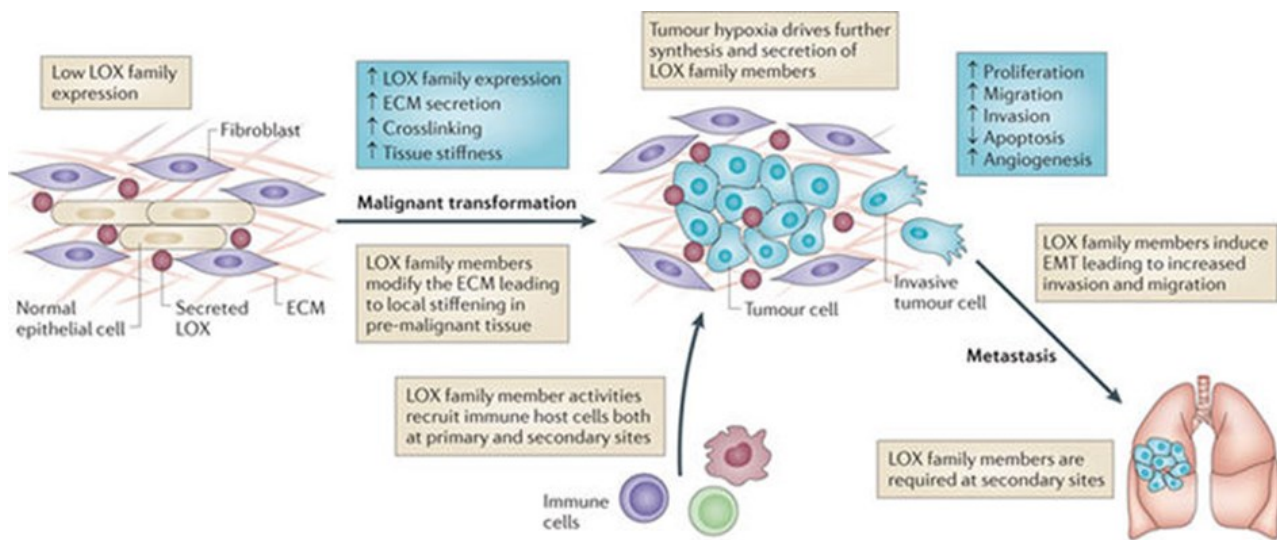 Low LOX family
expression
Fibroblast
Normal
epithelial cell
Secreted
LOX
ECM
↑ LOX family expression
↑ ECM secretion
↑ Crosslinking
↑ Tissue stiffness
Malignant transformation
LOX family members
modify the ECM leading
to local stiffening in
pre-malignant tissue
Tumour hypoxia drives further
synthesis and secretion of
LOX family members
↑ Proliferation
↑ Migration
↑ Invasion
↓ Apoptosis
↑ Angiogenesis
Tumour cell
Invasive
tumour cell
LOX family members induce
EMT leading to increased
invasion and migration
Metastasis
LOX family member activities
recruit immune host cells both
at primary and secondary sites
Immune
cells
LOX family members are
required at secondary sites